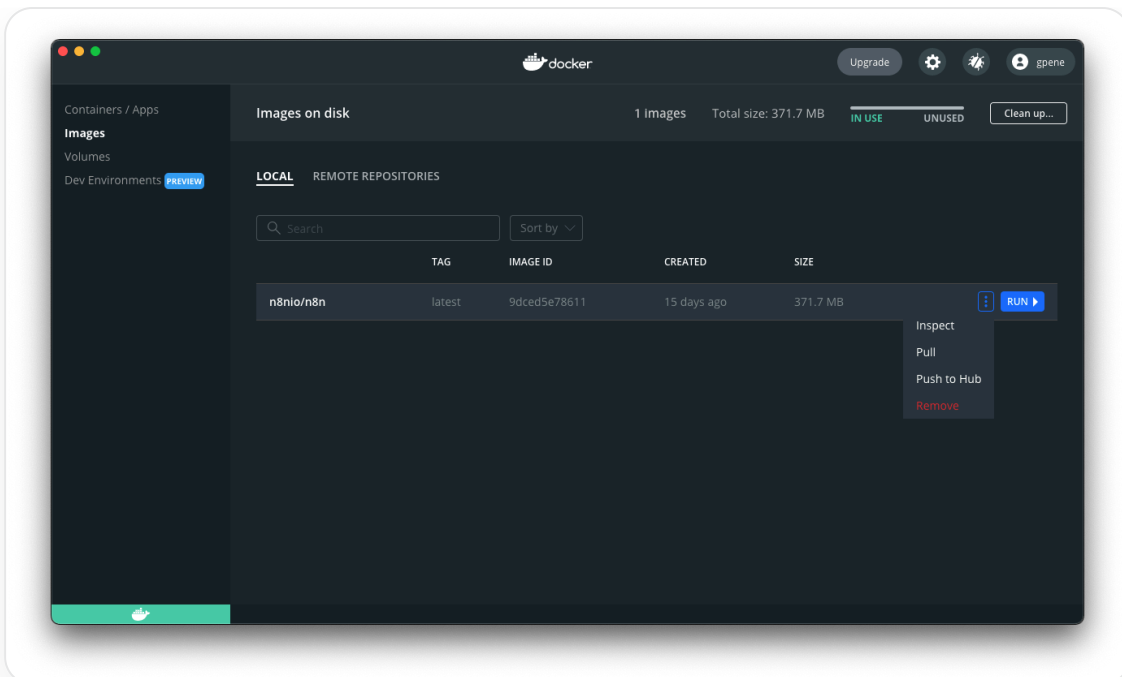 docker
Upgrade
gpene
Containers / Apps
Images
Volumes
Dev Environments PREVIEW
Images on disk
1 images
Total size: 371.7 MB
IN USE
UNUSED
Clean up...
LOCAL
REMOTE REPOSITORIES
Search
Sort by
TAG
IMAGE ID
CREATED
SIZE
n8nio/n8n
latest
9dced5e78611
15 days ago
371.7 MB
RUN
Inspect
Pull
Push to Hub
Remove